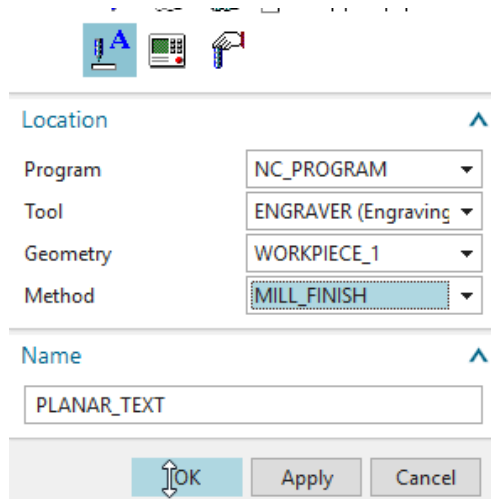 A
Location
Program NC_PROGRAM
Tool ENGRAVER (Engraving
Geometry WORKPIECE_1
Method MILL_FINISH
Name
PLANAR_TEXT
OK Apply Cancel